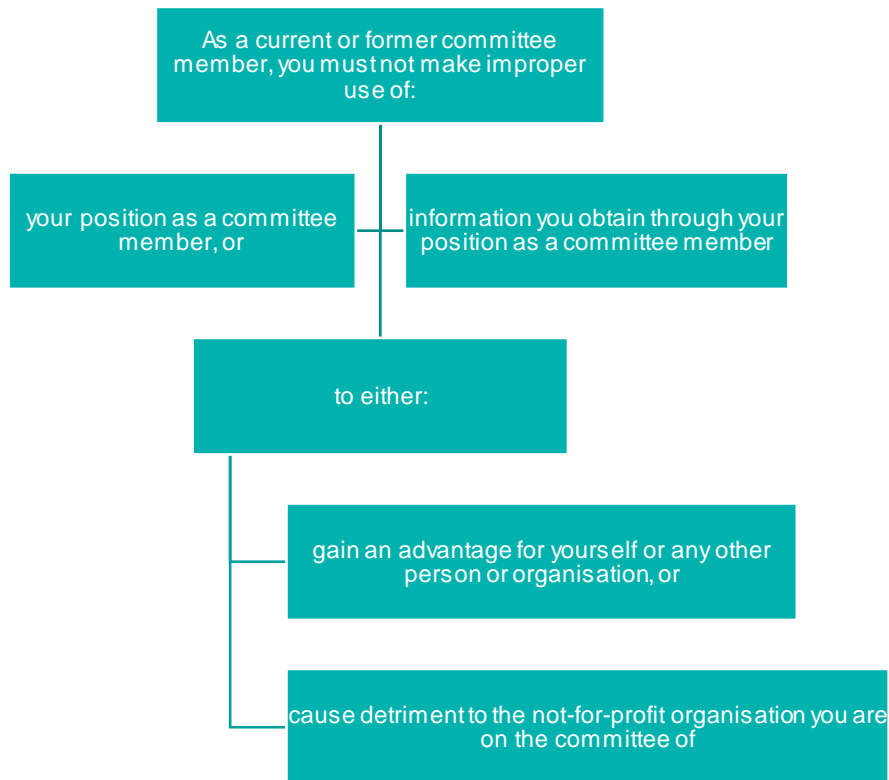 As a current or former committee
member, you must not make improper
use of:
your position as a committee
member, or
information you obtain through your
position as a committee member
to either:
gain an advantage for yourself or any other
person or organisation, or
cause detriment to the not-for-profit organisation you are
on the committee of